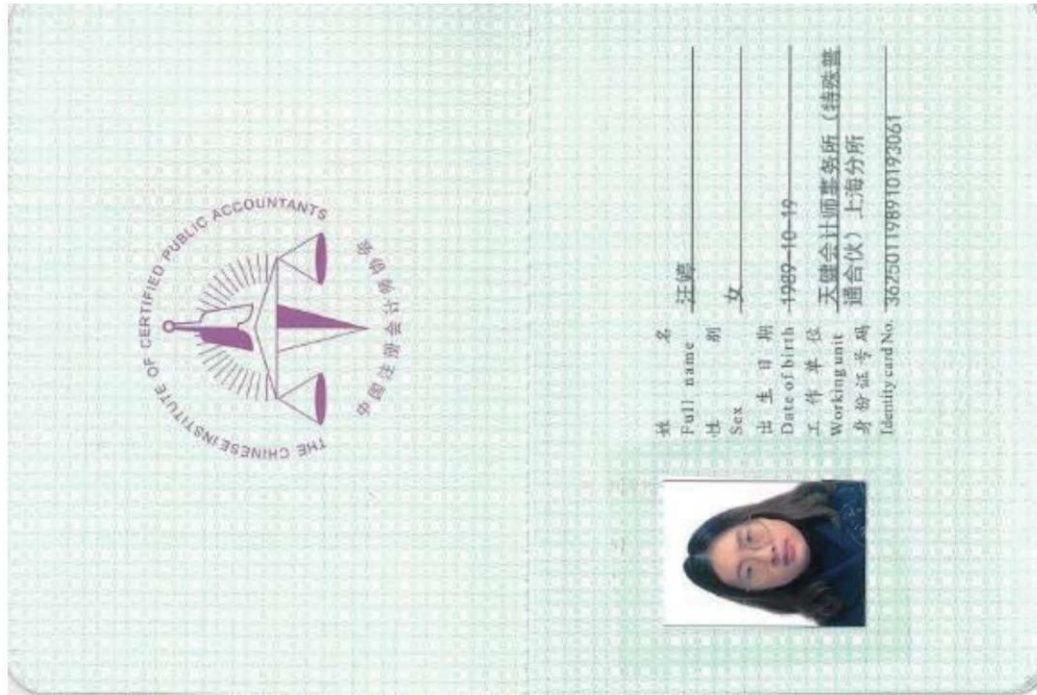 THE CHINESE INSTITUTE OF CERTIFIED PUBLIC ACCOUNTANTS
中国注册会计师协会
姓 名 汪婷
Full name
性 别 女
Sex
出 生 日 期 1989-10-19
Date of birth
工 作 单 位 天健会计师事务所（特殊普
Working unit 通合伙）上海分所
身 份 证 号 码
Identity card No. 362501198910193061